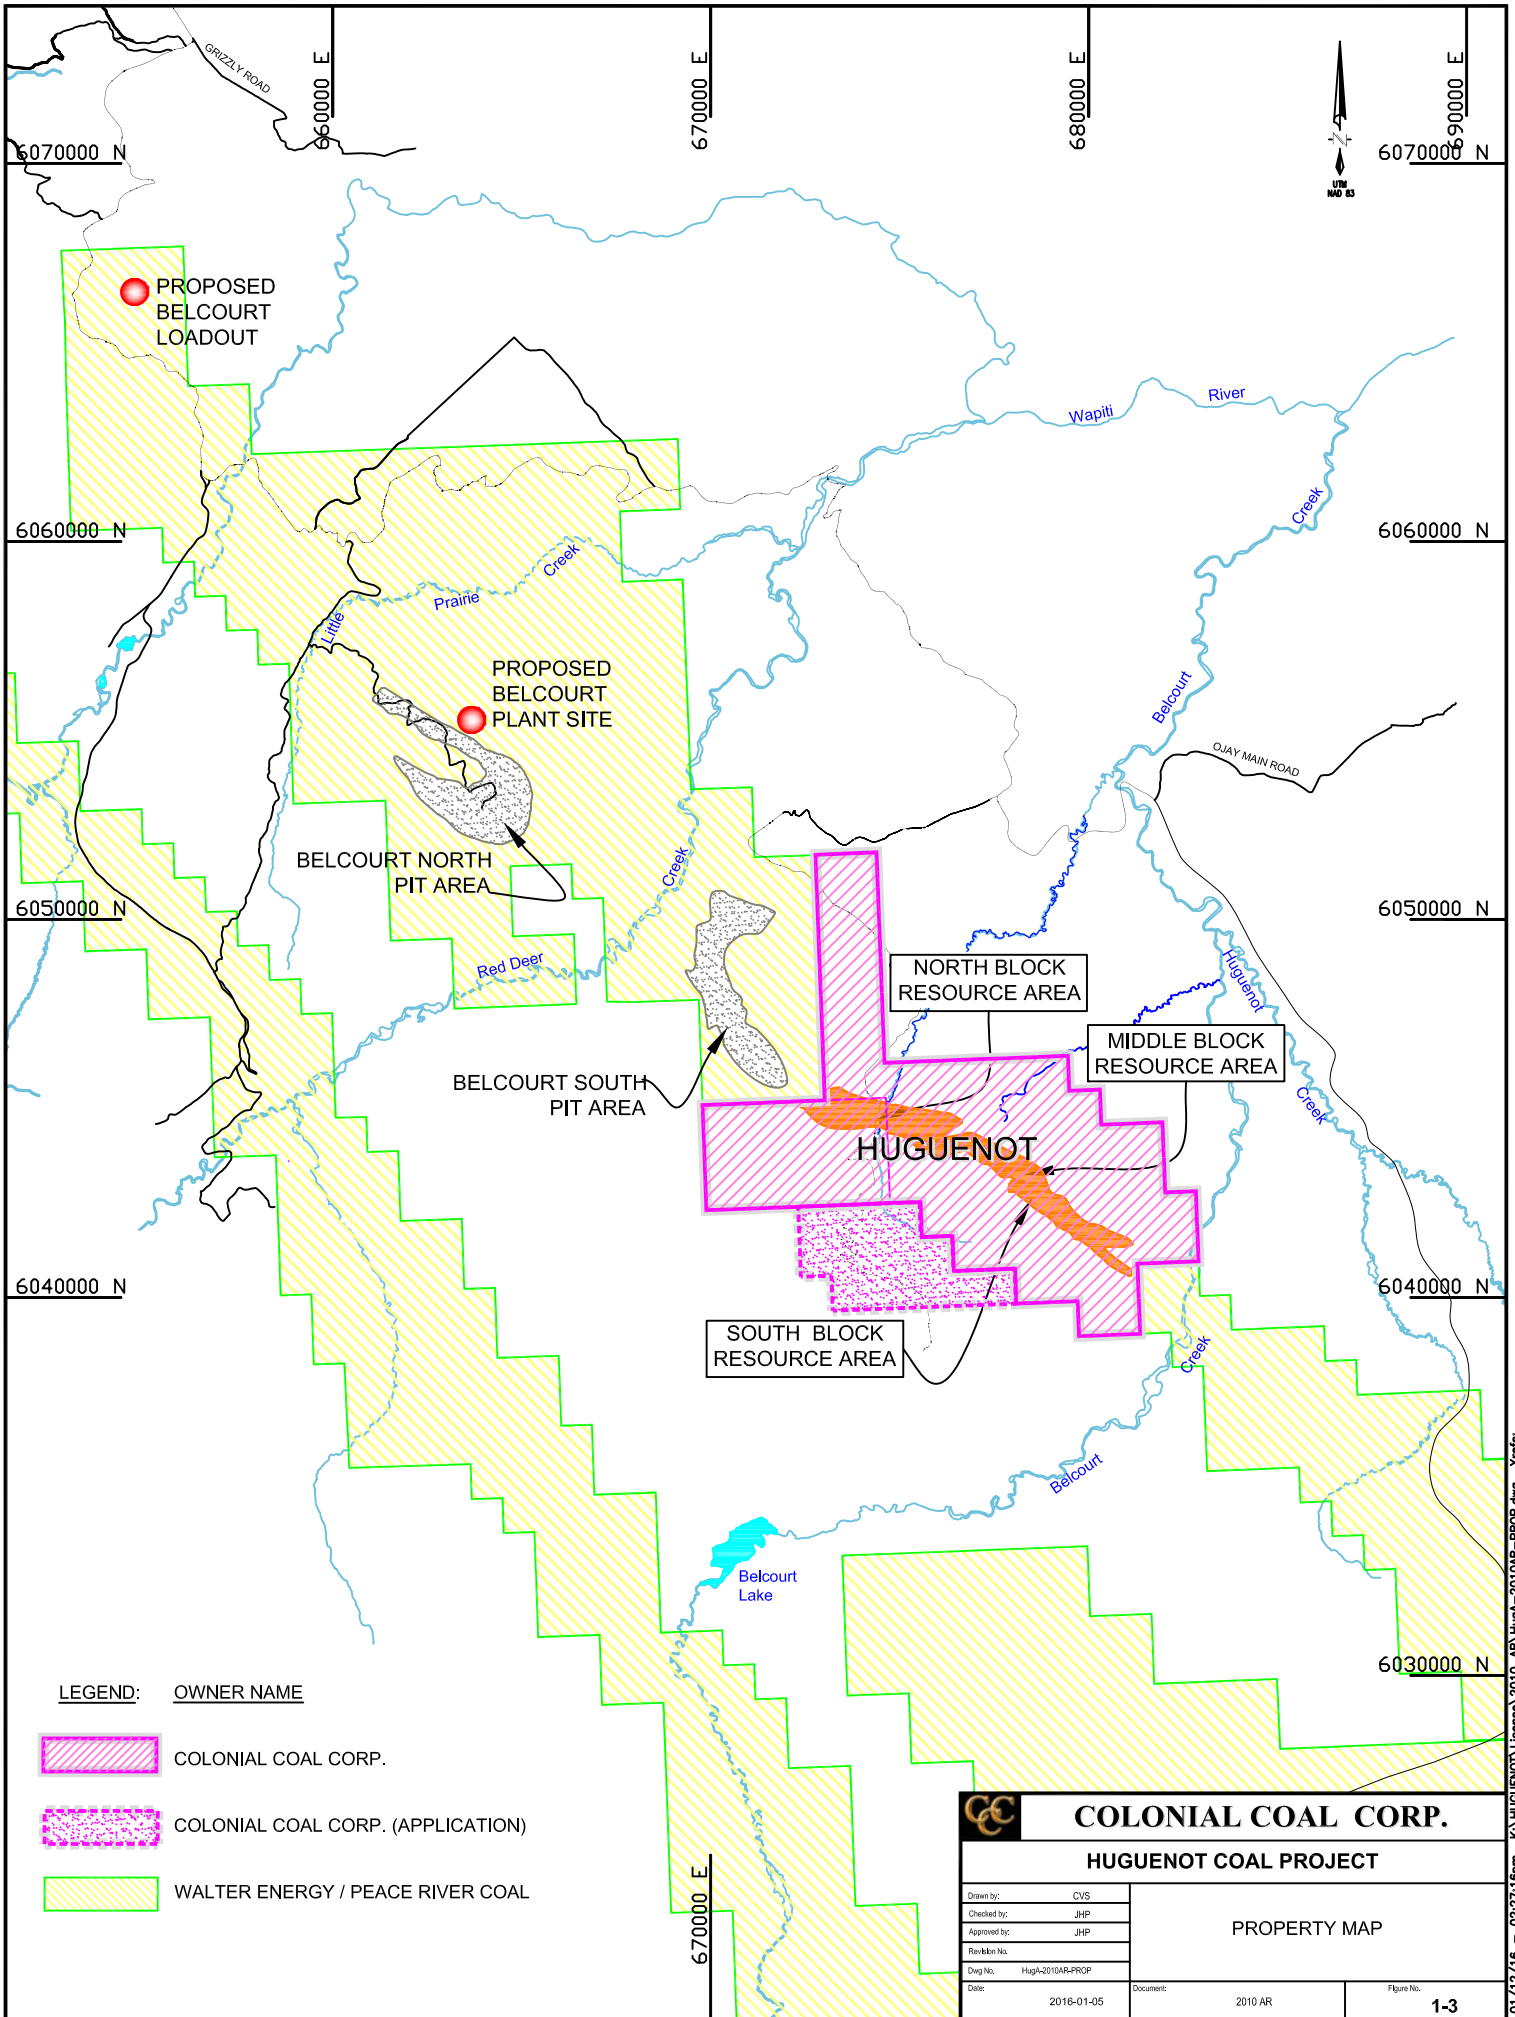 GRIZZLY ROAD
660000 E
670000 E
680000 E
690000 E
6070000 N
6070000 N
N
UTM
NAD 83
PROPOSED
BELCOURT
LOADOUT
Wapiti
River
6060000 N
6060000 N
Creek
Creek
Prairie
Little
PROPOSED
BELCOURT
PLANT SITE
Belcourt
OJAY MAIN ROAD
BELCOURT NORTH
PIT AREA
Creek
6050000 N
6050000 N
Red Deer
NORTH BLOCK
RESOURCE AREA
Huguenot
MIDDLE BLOCK
RESOURCE AREA
BELCOURT SOUTH
PIT AREA
Creek
HUGUENOT
6040000 N
6040000 N
SOUTH BLOCK
RESOURCE AREA
Creek
Belcourt
Belcourt
Lake
6030000 N
LEGEND: OWNER NAME
COLONIAL COAL CORP.
COLONIAL COAL CORP. (APPLICATION)
WALTER ENERGY / PEACE RIVER COAL
670000 E
CCC
COLONIAL COAL CORP.
HUGUENOT COAL PROJECT
Drawn by: CVS
Checked by: JHP
Approved by: JHP
Revision No.
Dwg No. HugA-2010AR-PROP
PROPERTY MAP
Date: 2016-01-05
Document: 2010 AR
Figure No. 1-3